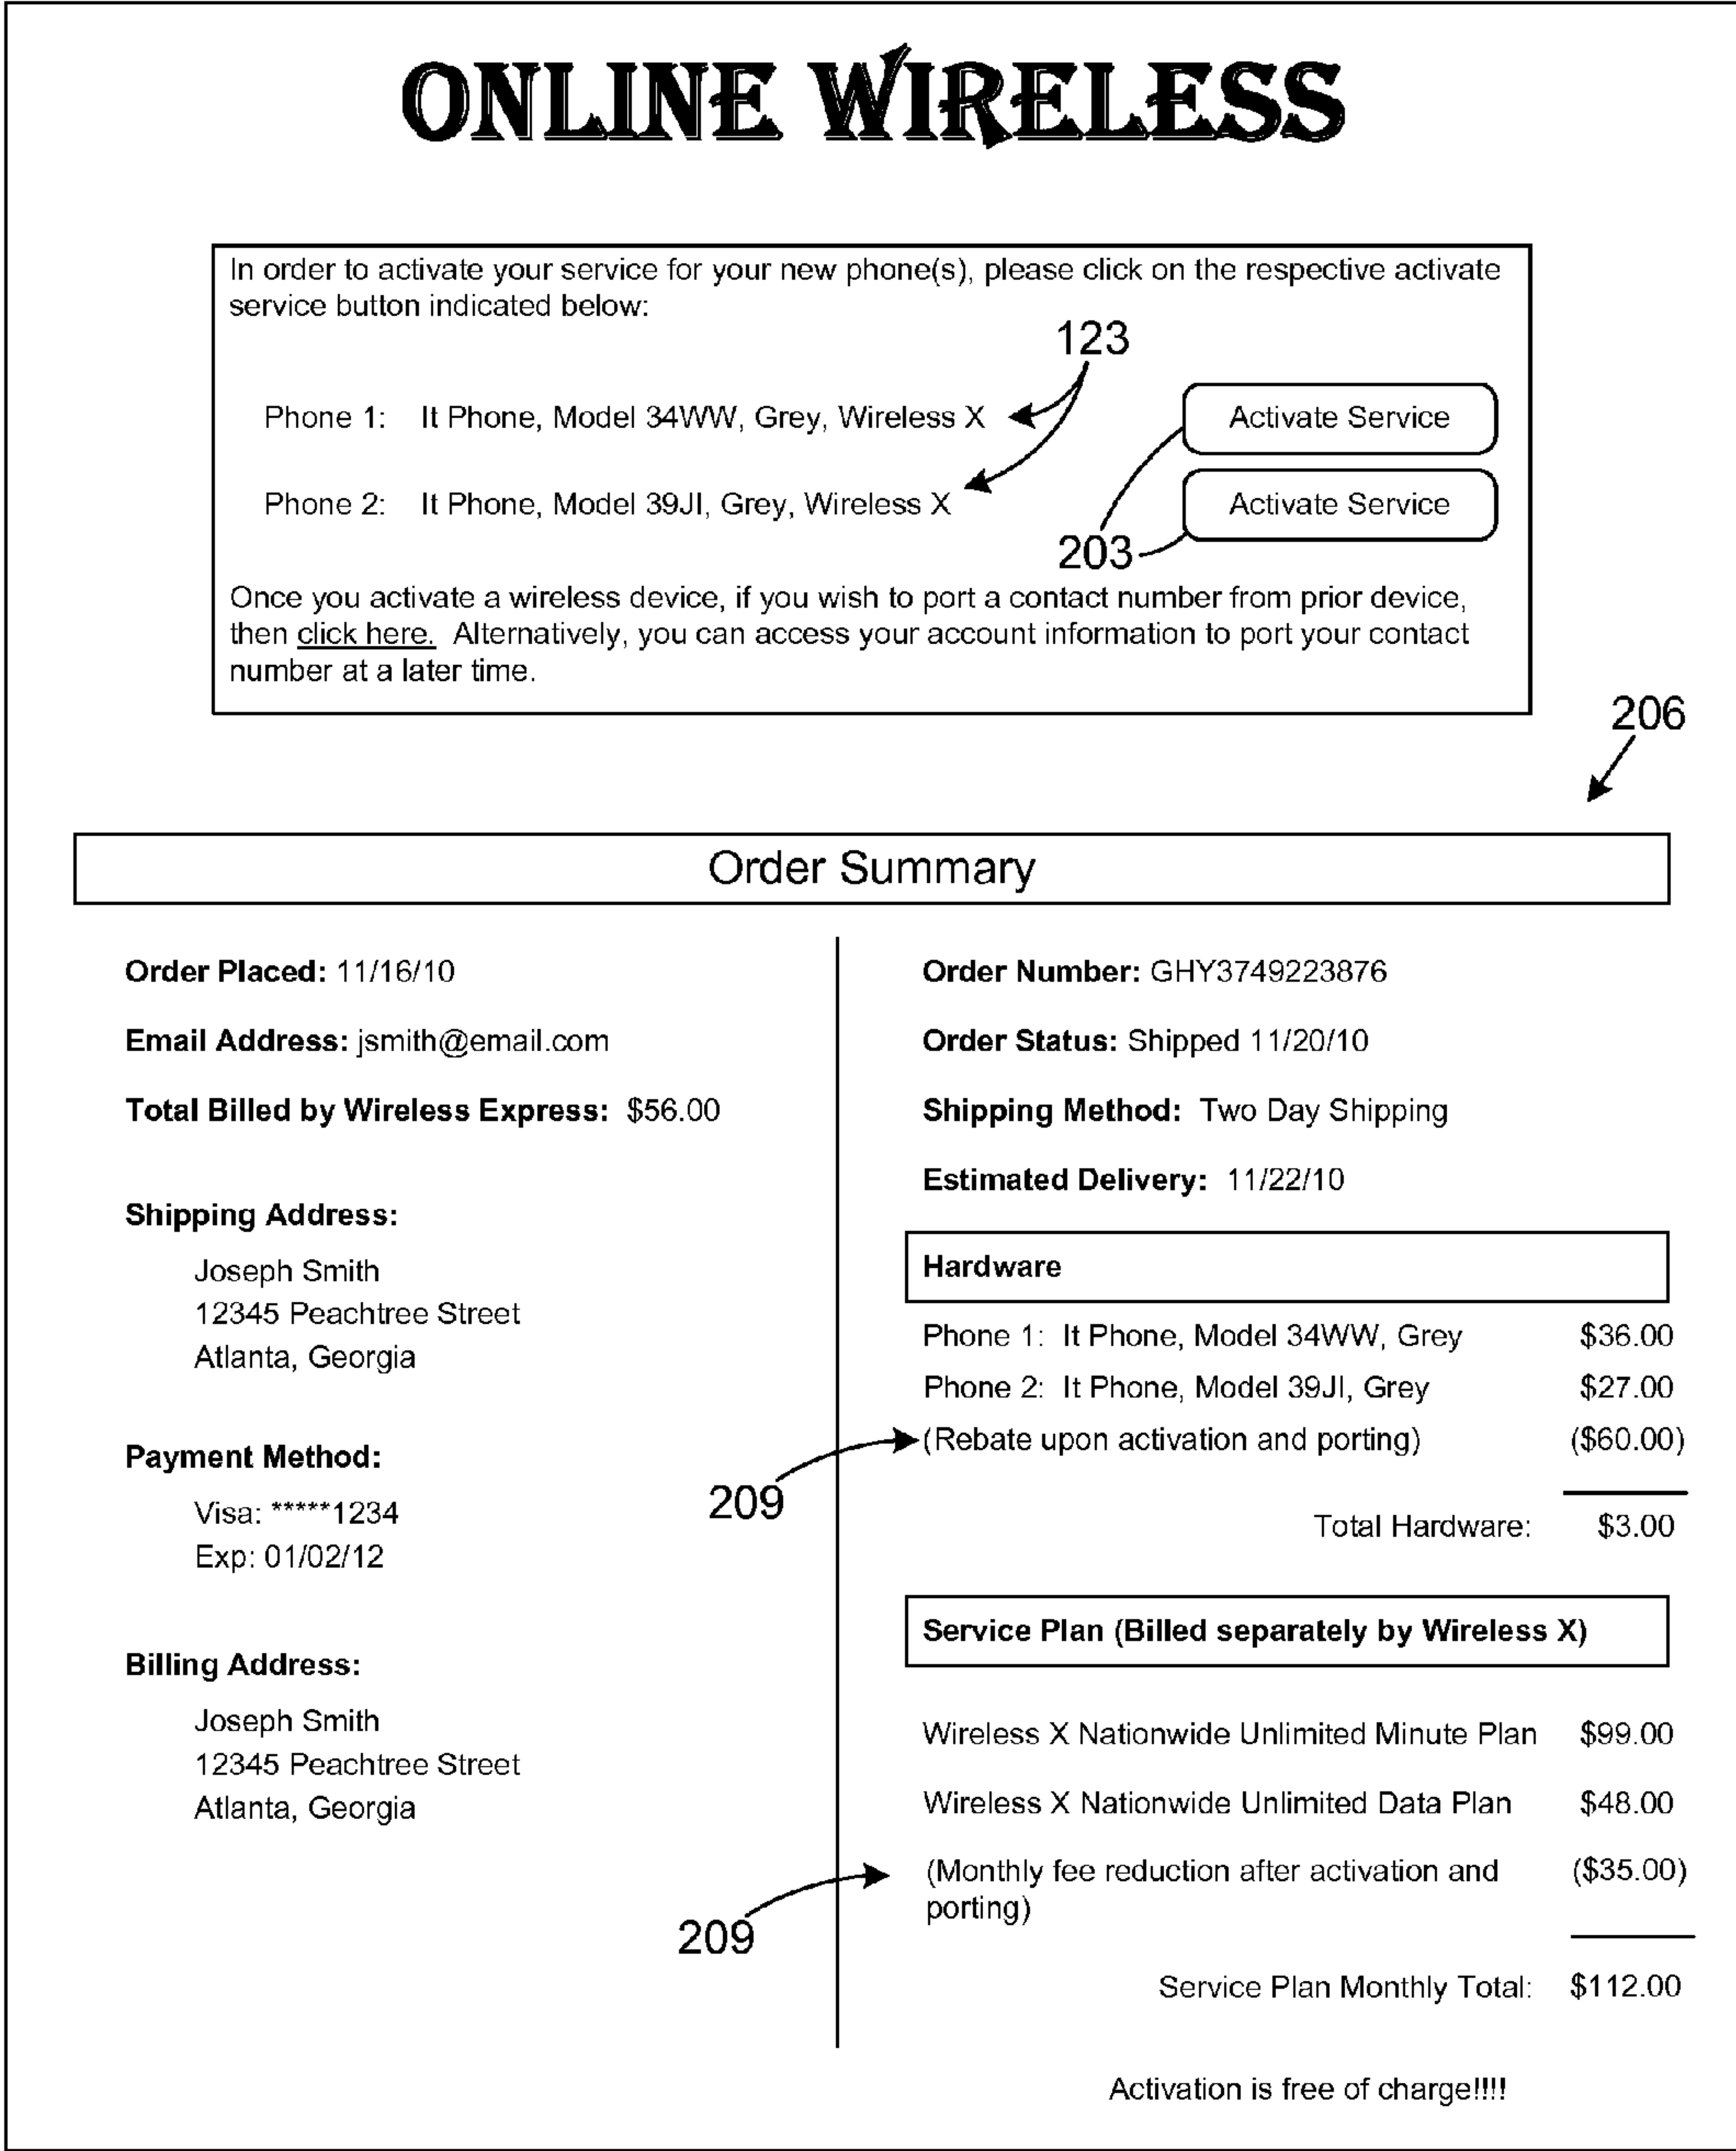 ONLINE WIRELESS
In order to activate your service for your new phone(s), please click on the respective activate
service button indicated below:
123
Phone 1: It Phone, Model 34WW, Grey, Wireless X
Activate Service
Phone 2: It Phone, Model 39JI, Grey, Wireless X
Activate Service
203
Once you activate a wireless device, if you wish to port a contact number from prior device,
then click here. Alternatively, you can access your account information to port your contact
number at a later time.
206
Order Summary
Order Placed: 11/16/10
Email Address: jsmith@email.com
Total Billed by Wireless Express: $56.00
Shipping Address:
Joseph Smith
12345 Peachtree Street
Atlanta, Georgia
Payment Method:
Visa: *****1234
Exp: 01/02/12
Billing Address:
Joseph Smith
12345 Peachtree Street
Atlanta, Georgia
Order Number: GHY3749223876
Order Status: Shipped 11/20/10
Shipping Method: Two Day Shipping
Estimated Delivery: 11/22/10
Hardware
Phone 1: It Phone, Model 34WW, Grey $36.00
Phone 2: It Phone, Model 39JI, Grey $27.00
(Rebate upon activation and porting) ($60.00)
209
Total Hardware: $3.00
Service Plan (Billed separately by Wireless X)
Wireless X Nationwide Unlimited Minute Plan $99.00
Wireless X Nationwide Unlimited Data Plan $48.00
(Monthly fee reduction after activation and ($35.00)
porting)
209
Service Plan Monthly Total: $112.00
Activation is free of charge!!!!